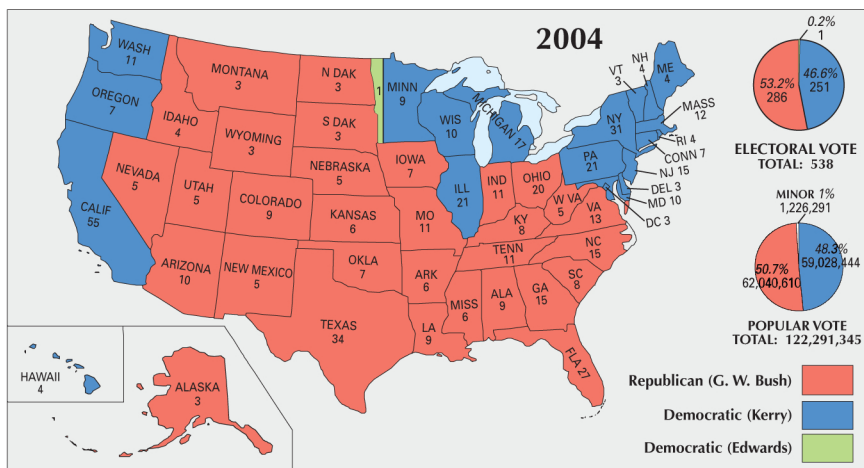 2004
WASH
11
OREGON
7
CALIF
55
NEVADA
5
IDAHO
4
MONTANA
3
WYOMING
3
UTAH
5
ARIZONA
10
COLORADO
9
NEW MEXICO
5
N DAK
3
S DAK
3
NEBRASKA
5
KANSAS
6
OKLA
7
TEXAS
34
1
MINN
9
IOWA
7
MO
11
ARK
6
LA
9
WIS
10
ILL
21
MICHIGAN 17
IND
11
OHIO
20
KY
8
TENN
11
MISS
6
ALA
9
GA
15
FLA 27
SC
8
NC
15
VA
13
W VA
5
PA
21
NY
31
VT
3
NH
4
ME
4
MASS
12
RI 4
CONN 7
NJ 15
DEL 3
MD 10
DC 3
HAWAII
4
ALASKA
3
0.2%
1
53.2%
286
46.6%
251
ELECTORAL VOTE
TOTAL: 538
MINOR 1%
1,226,291
50.7%
62,040,610
48.3%
59,028,444
POPULAR VOTE
TOTAL: 122,291,345
Republican (G. W. Bush)
Democratic (Kerry)
Democratic (Edwards)